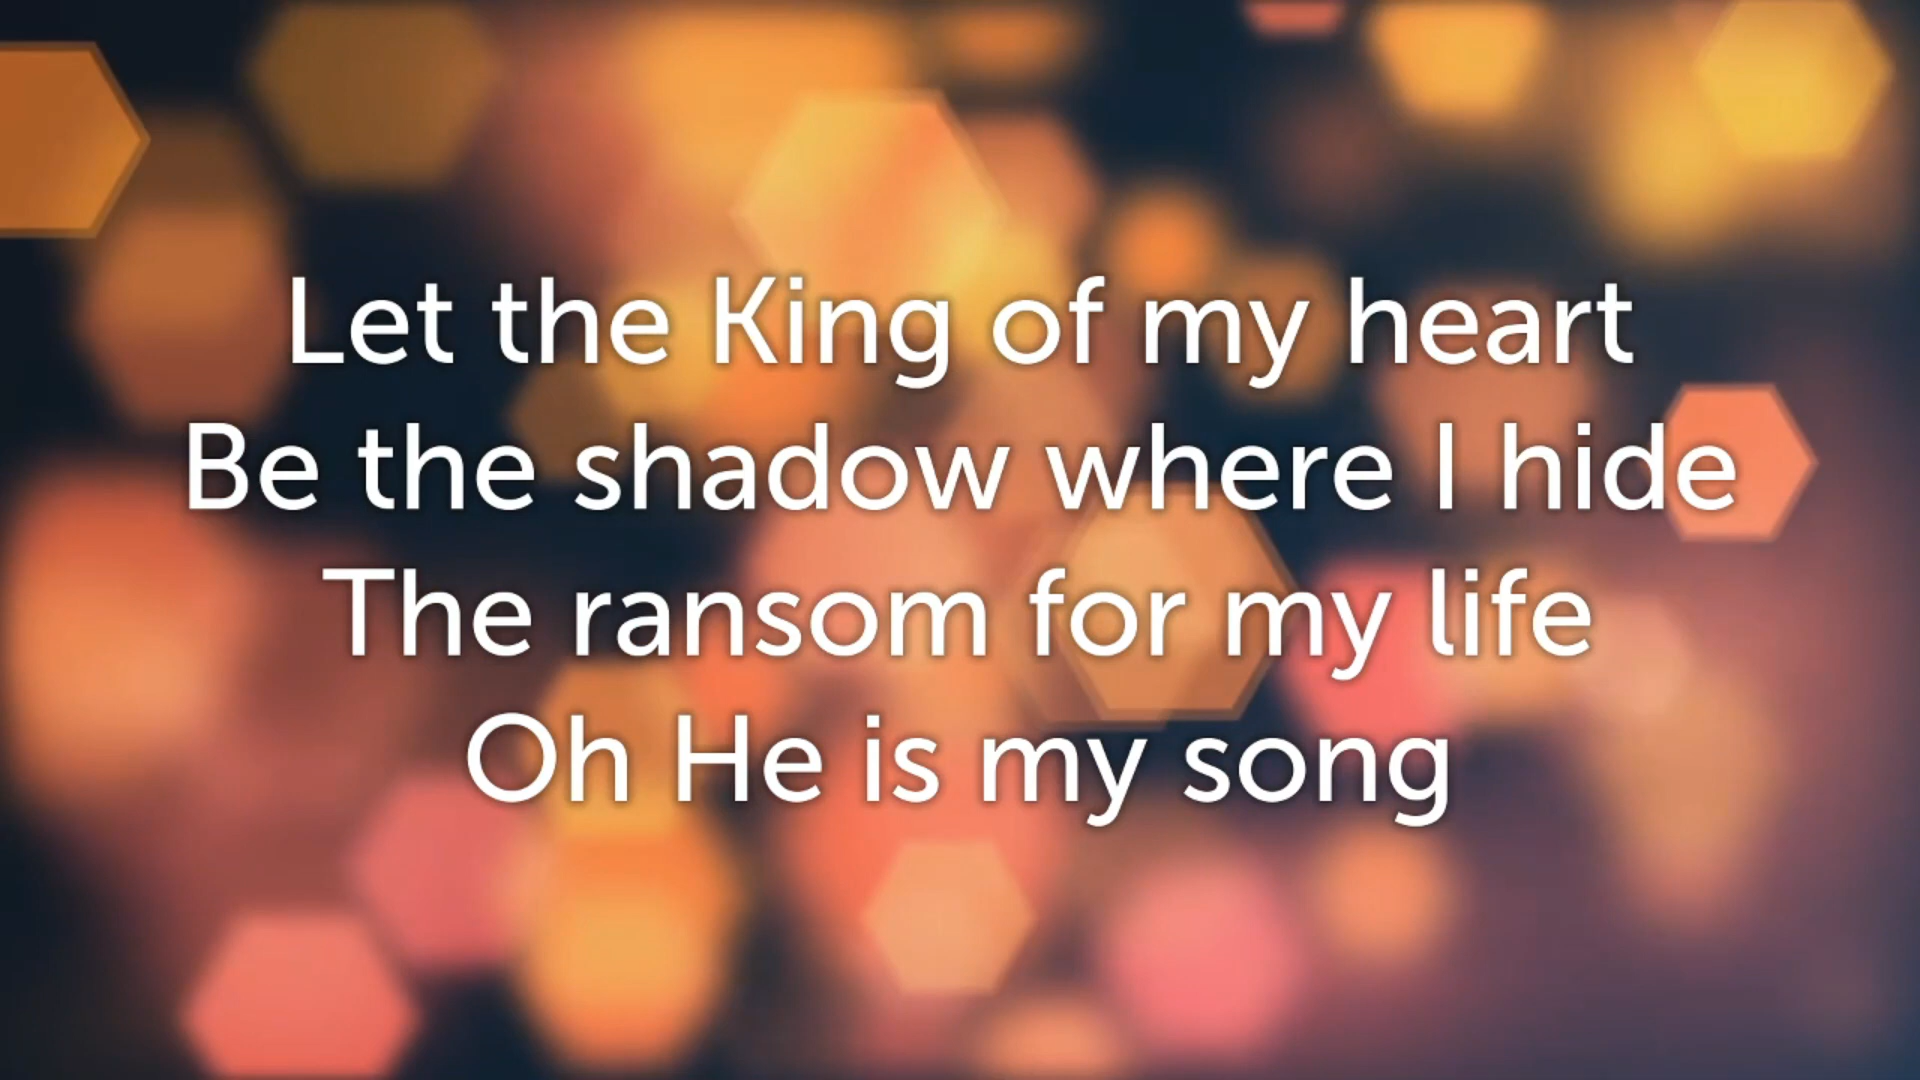 Let the King of my heart
Be the shadow where I hide
The ransom for my life
Oh He is my song